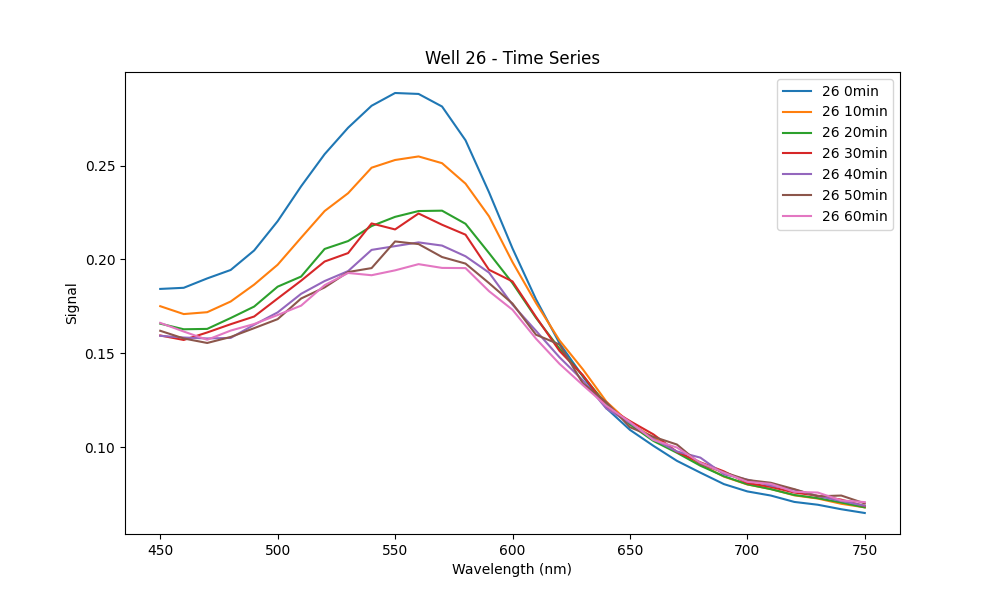 Well 26 - Time Series
26 0min
26 10min
26 20min
26 30min
26 40min
26 50min
26 60min
Signal
0.25
0.20
0.15
0.10
450 500 550 600 650 700 750
Wavelength (nm)